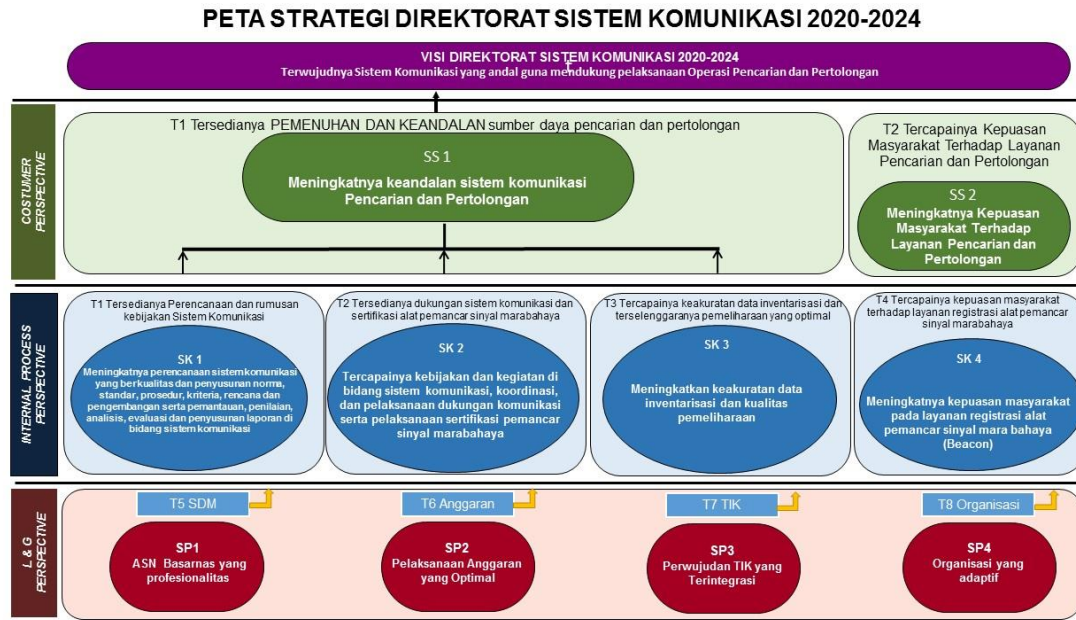 PETA STRATEGI DIREKTORAT SISTEM KOMUNIKASI 2020-2024
VISI DIREKTORAT SISTEM KOMUNIKASI 2020-2024
Terwujudnya Sistem Komunikasi yang andal guna mendukung pelaksanaan Operasi Pencarian dan Pertolongan
COSTUMER
PERSPECTIVE
T1 Tersedianya PEMENUHAN DAN KEANDALAN sumber daya pencarian dan pertolongan
SS 1
Meningkatnya keandalan sistem komunikasi
Pencarian dan Pertolongan
T2 Tercapainya Kepuasan
Masyarakat Terhadap Layanan
Pencarian dan Pertolongan
SS 2
Meningkatnya Kepuasan
Masyarakat Terhadap
Layanan Pencarian dan
Pertolongan
INTERNAL PROCESS
PERSPECTIVE
T1 Tersedianya Perencanaan dan rumusan
kebijakan Sistem Komunikasi
SK 1
Meningkatnya perencanaan sistem komunikasi
yang berkualitas dan penyusunan norma,
standar, prosedur, kriteria, rencana dan
pengembangan serta pemantauan, penilaian,
analisis, evaluasi dan penyusunan laporan di
bidang sistem komunikasi
T2 Tersedianya dukungan sistem komunikasi dan
sertifikasi alat pemancar sinyal marabahaya
SK 2
Tercapainya kebijakan dan kegiatan di
bidang sistem komunikasi, koordinasi,
dan pelaksanaan dukungan komunikasi
serta pelaksanaan sertifikasi pemancar
sinyal marabahaya
T3 Tercapainya keakuratan data inventarisasi dan
terselenggaranya pemeliharaan yang optimal
SK 3
Meningkatkan keakuratan data
inventarisasi dan kualitas
pemeliharaan
T4 Tercapainya kepuasan masyarakat
terhadap layanan registrasi alat pemancar
sinyal marabahaya
SK 4
Meningkatnya kepuasan masyarakat
pada layanan registrasi alat
pemancar sinyal mara bahaya
(Beacon)
L & G
PERSPECTIVE
T5 SDM
SP1
ASN Basarnas yang
profesionalitas
T6 Anggaran
SP2
Pelaksanaan Anggaran
yang Optimal
T7 TIK
SP3
Perwujudan TIK yang
Terintegrasi
T8 Organisasi
SP4
Organisasi yang
adaptif